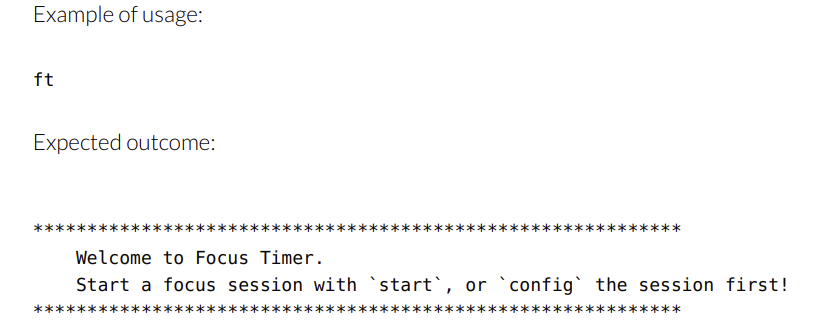 Example of usage:
ft
Expected outcome:
************************************************************
Welcome to Focus Timer.
Start a focus session with `start`, or `config` the session first!
************************************************************